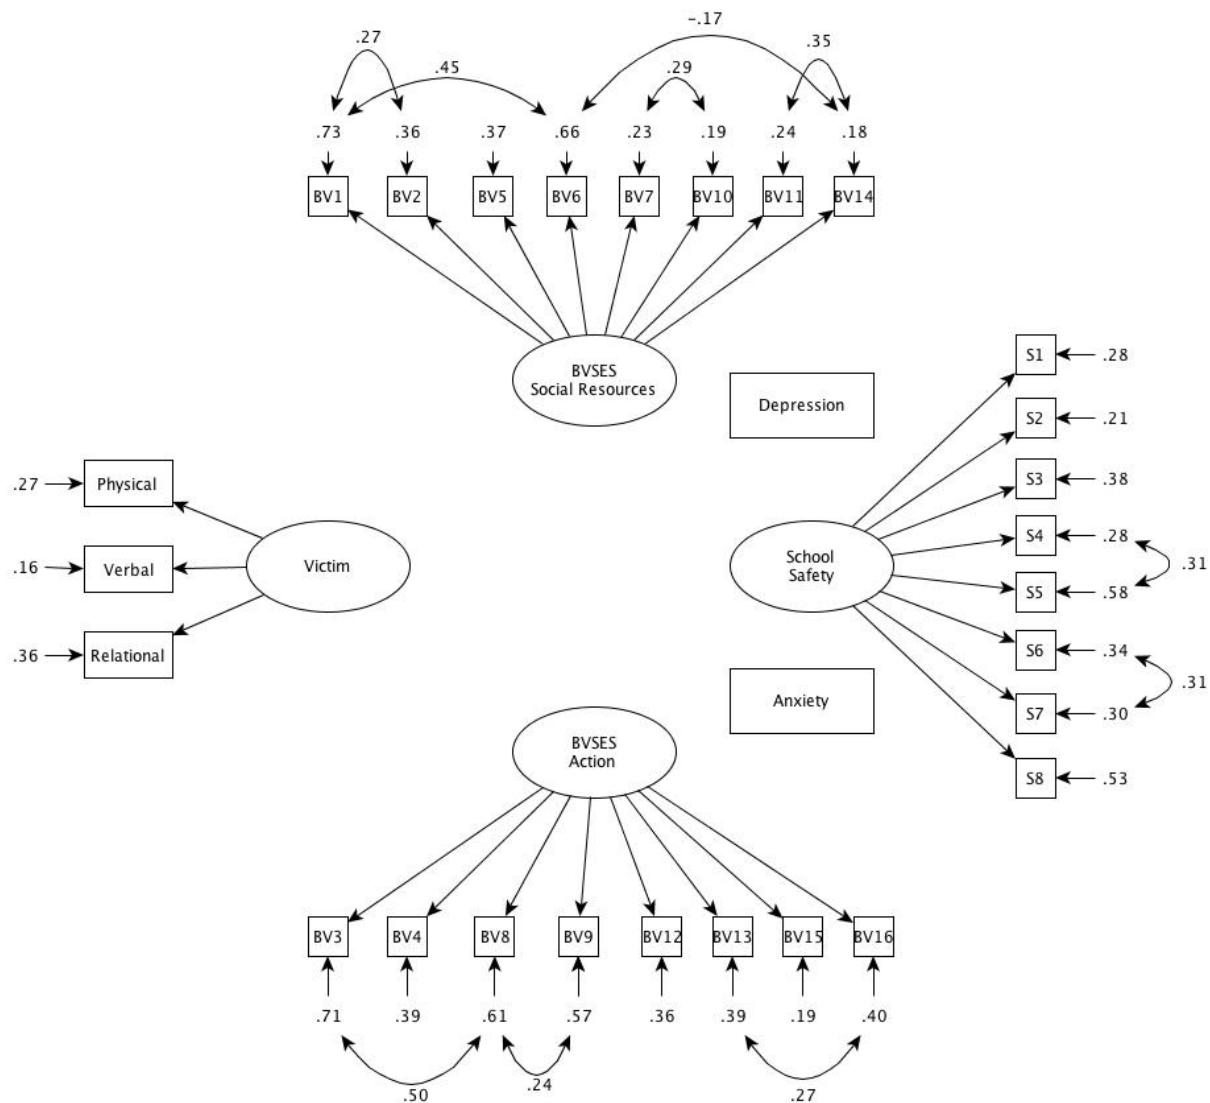 -.17
.27
.35
.45
.29
.73 .36 .37 .66 .23 .19 .24 .18
BV1 BV2 BV5 BV6 BV7 BV10 BV11 BV14
BVSES
Social Resources
Depression
S1 .28
S2 .21
S3 .38
S4 .28
.31
S5 .58
S6 .34
.31
S7 .30
S8 .53
.27 Physical
.16 Verbal
.36 Relational
Victim
School
Safety
Anxiety
BVSES
Action
BV3 BV4 BV8 BV9 BV12 BV13 BV15 BV16
.71 .39 .61 .57 .36 .39 .19 .40
.50 .24 .27